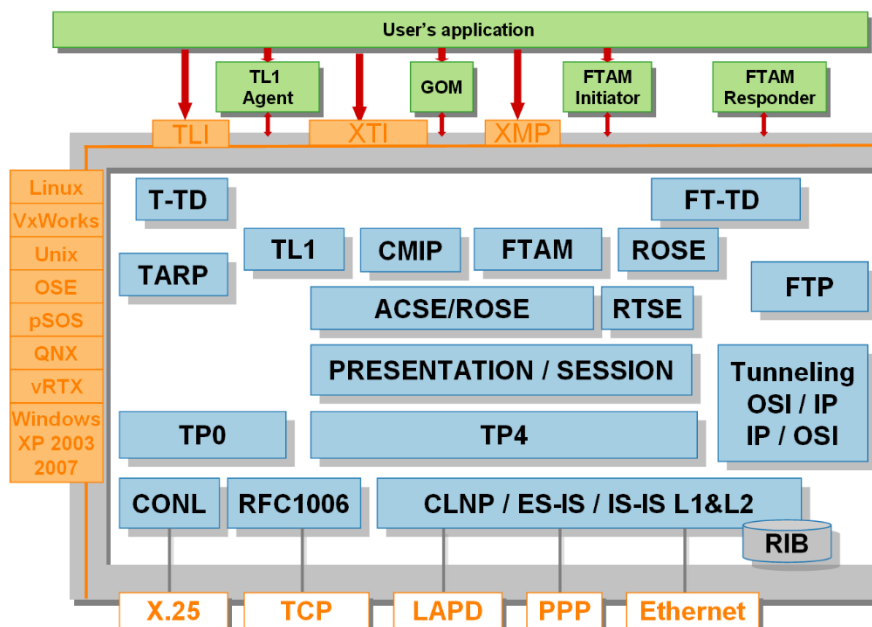 User's application
TL1
Agent
GOM
FTAM
Initiator
FTAM
Responder
TLI
XTI
XMP
Linux
VxWorks
Unix
OSE
pSOS
QNX
vRTX
Windows
XP 2003
2007
T-TD
FT-TD
TL1
CMIP
FTAM
ROSE
TARP
FTP
ACSE/ROSE
RTSE
PRESENTATION / SESSION
Tunneling
OSI / IP
IP / OSI
TP0
TP4
CONL
RFC1006
CLNP / ES-IS / IS-IS L1&L2
RIB
X.25
TCP
LAPD
PPP
Ethernet